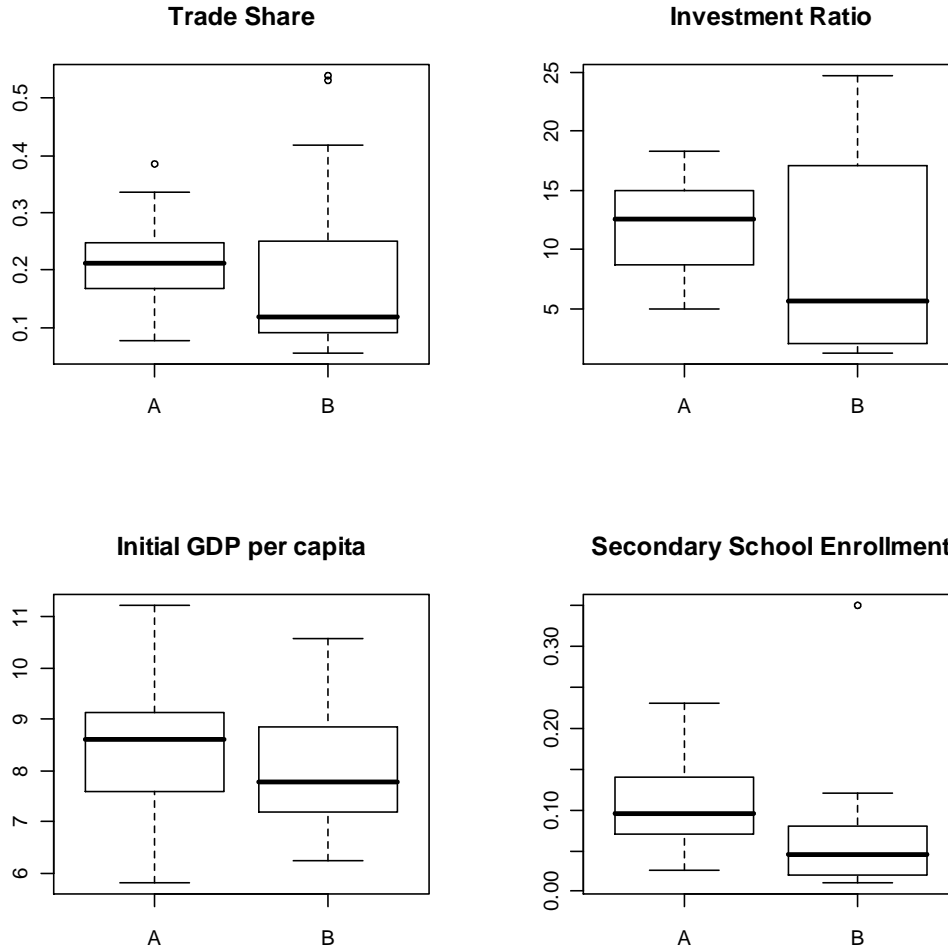 Trade Share
0.5
0.4
0.3
0.2
0.1
A B
Investment Ratio
25
20
15
10
5
A B
Initial GDP per capita
11
10
9
8
7
6
A B
Secondary School Enrollment
0.30
0.20
0.10
0.00
A B